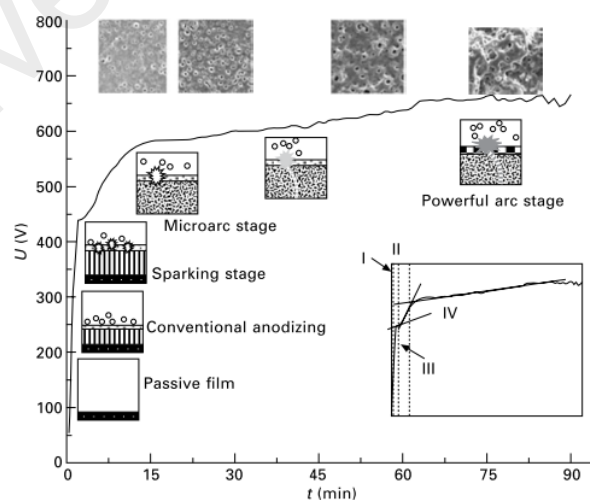 800
700
600
500
400
300
200
100
0
U (V)
0
15
30
45
60
75
90
t (min)
Microarc stage
Powerful arc stage
Sparking stage
Conventional anodizing
Passive film
I
II
IV
III